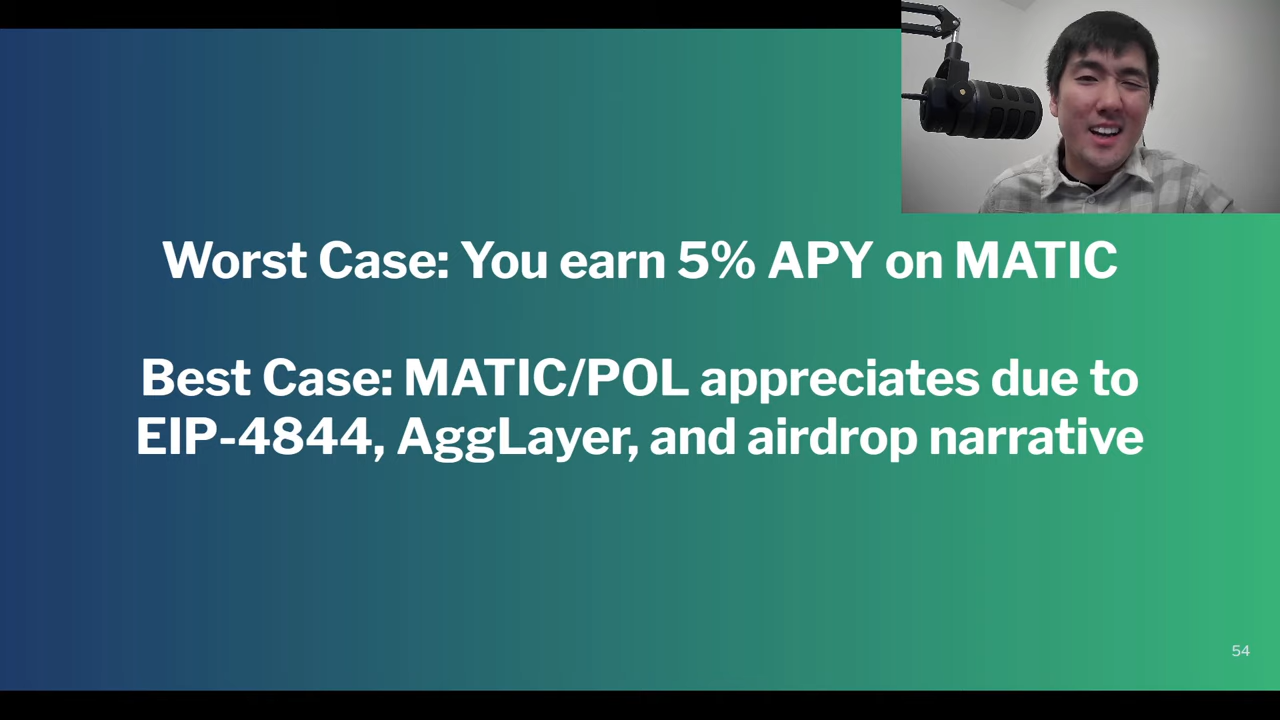 Worst Case: You earn 5% APY on MATIC
Best Case: MATIC/POL appreciates due to
EIP-4844, AggLayer, and airdrop narrative
54